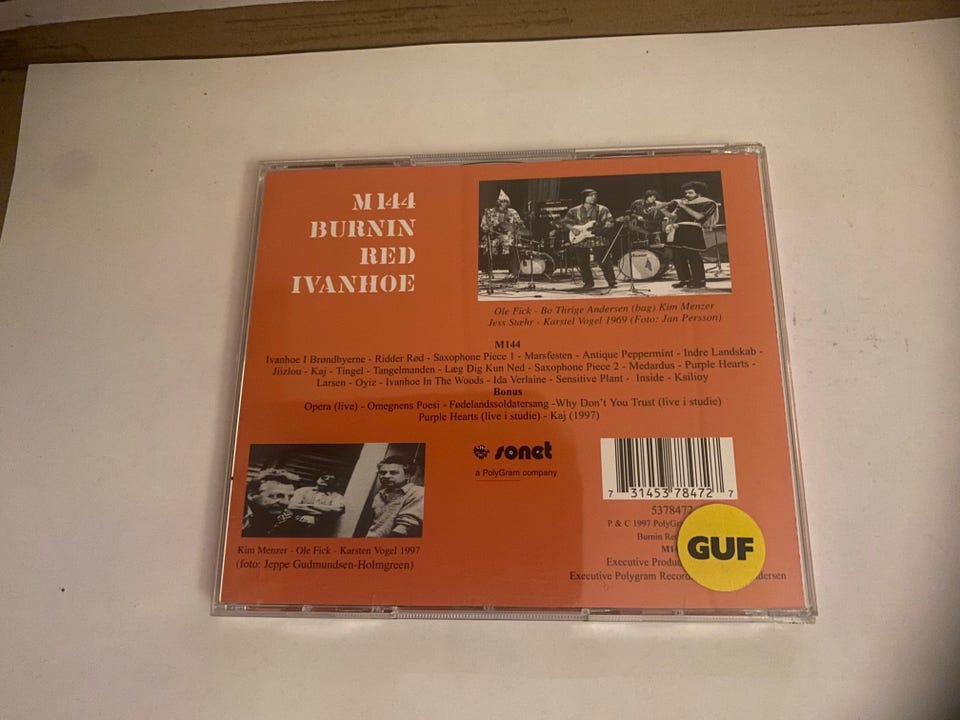 M144
BURNIN
RED
IVANHOE
Ole Fick - Bo Thrige Andersen (bag) Kim Menzer
Jess Stæhr - Karstel Vogel 1969 (Foto: Jan Persson)
M144
Ivanhoe I Brøndbyerne - Ridder Rød - Saxophone Piece 1 - Marsfesten - Antique Peppermint - Indre Landskab -
Jiizlou - Kaj - Tingel - Tangelmanden - Læg Dig Kun Ned - Saxophone Piece 2 - Medardus - Purple Hearts -
Larsen - Oyiz - Ivanhoe In The Woods - Ida Verlaine - Sensitive Plant - Inside - Ksilioy
Bonus
Opera (live) - Omegnens Poesi - Fødelandssoldatersang -Why Don't You Trust (live i studie)
Purple Hearts (live i studie) - Kaj (1997)
sonet
a PolyGram company
7 31453 78472 7
5378472
P & C 1997
Burnin
Executive
Executive Polygram
GUF
Kim Menzer - Ole Fick - Karsten Vogel 1997
(foto: Jeppe Gudmundsen-Holmgreen)